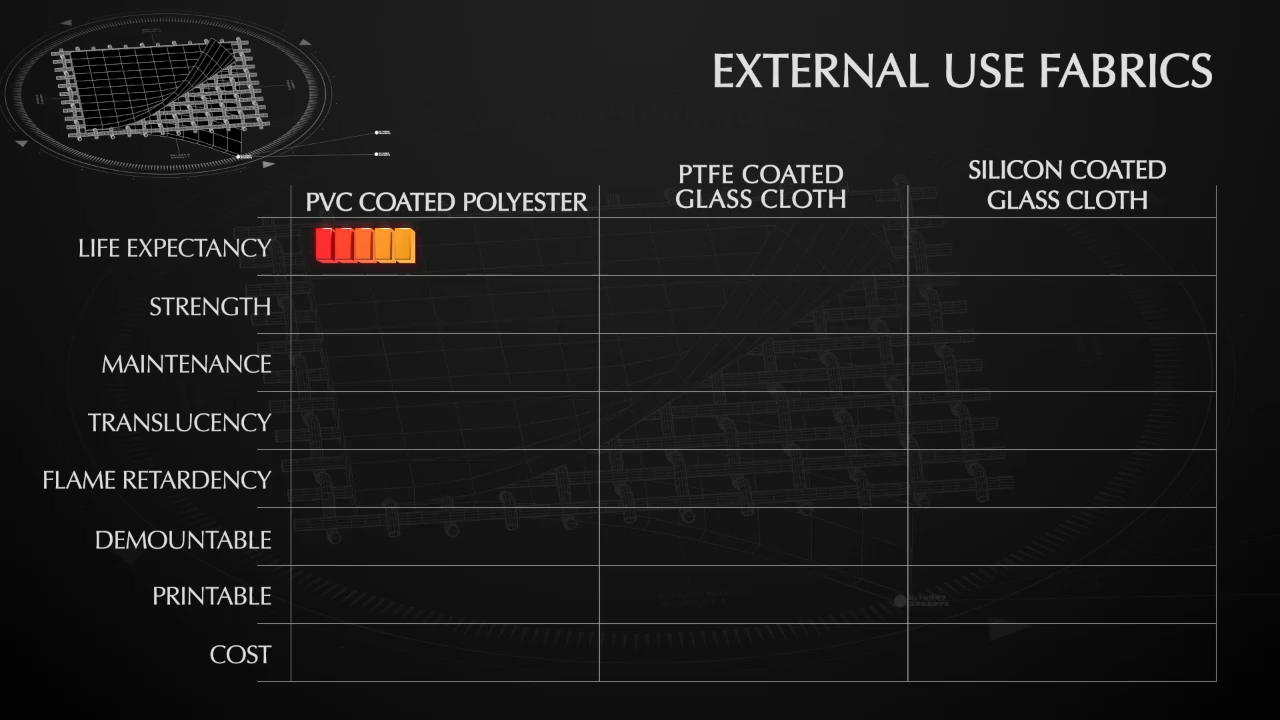 EXTERNAL USE FABRICS
PVC COATED POLYESTER
PTFE COATED
GLASS CLOTH
SILICON COATED
GLASS CLOTH
LIFE EXPECTANCY
STRENGTH
MAINTENANCE
TRANSLUCENCY
FLAME RETARDENCY
DEMOUNTABLE
PRINTABLE
COST